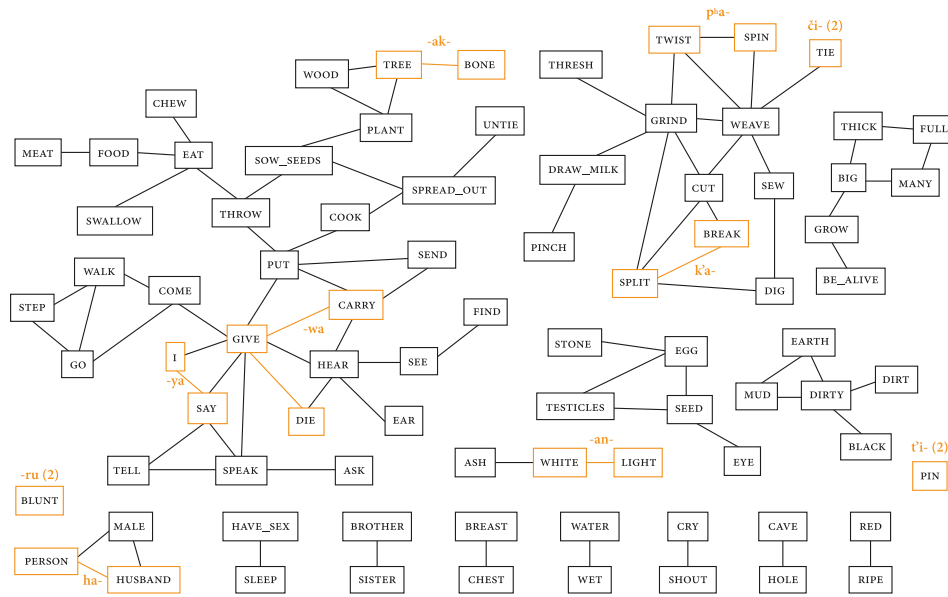 pʰa-
TWIST
SPIN
či- (2)
-ak-
TIE
WOOD
TREE
BONE
THRESH
CHEW
PLANT
UNTIE
GRIND
WEAVE
THICK
FULL
MEAT
FOOD
EAT
SOW_SEEDS
SPREAD_OUT
DRAW_MILK
CUT
SEW
BIG
MANY
SWALLOW
THROW
COOK
BREAK
GROW
PINCH
PUT
SEND
k’a-
WALK
COME
SPLIT
DIG
BE_ALIVE
STEP
CARRY
FIND
-wa
GIVE
STONE
EGG
EARTH
GO
I
HEAR
SEE
-ya
DIRT
SAY
TESTICLES
SEED
MUD
DIRTY
DIE
EAR
-an-
BLACK
t’i- (2)
TELL
SPEAK
ASK
ASH
WHITE
LIGHT
EYE
PIN
-ru (2)
BLUNT
MALE
HAVE_SEX
BROTHER
BREAST
WATER
CRY
CAVE
RED
PERSON
ha-
HUSBAND
SLEEP
SISTER
CHEST
WET
SHOUT
HOLE
RIPE